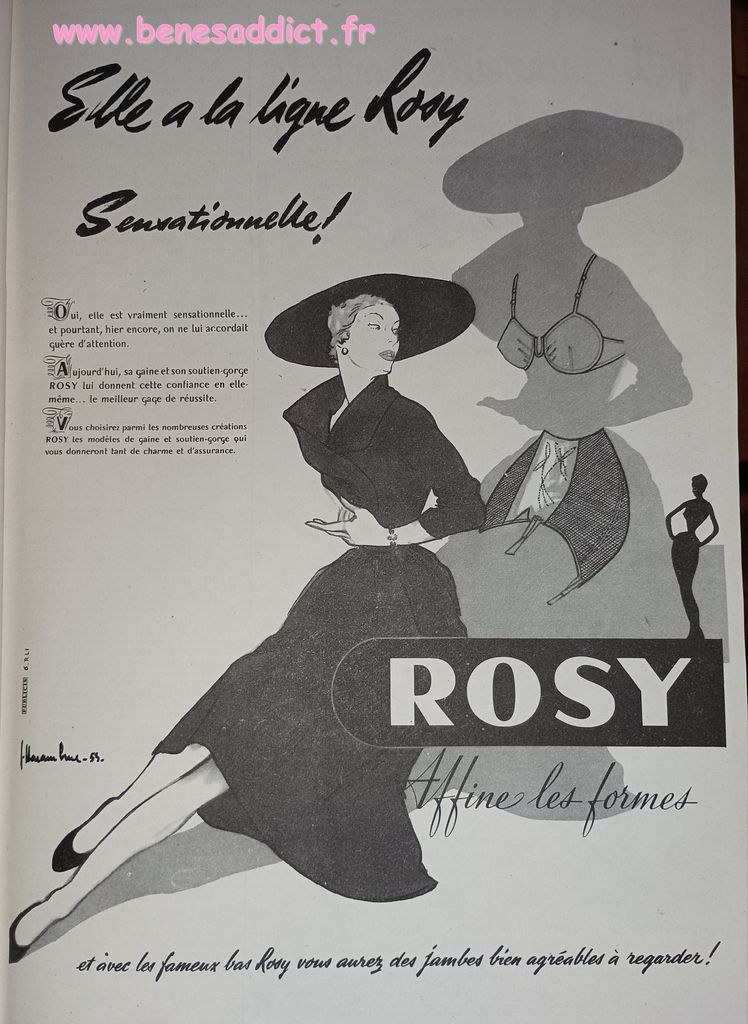 www.benesaddict.fr
Elle a la ligne Rosy
Sensationnelle!
Oui, elle est vraiment sensationnelle...
et pourtant, hier encore, on ne lui accordait
guère d'attention.
Aujourd'hui, sa gaine et son soutien-gorge
ROSY lui donnent cette confiance en elle-
même... le meilleur gage de réussite.
Vous choisirez parmi les nombreuses créations
ROSY les modèles de gaine et soutien-gorge qui
vous donneront tant de charme et d'assurance.
ROSY
Affine les formes
et avec les fameux bas Rosy vous aurez des jambes bien agréables à regarder!